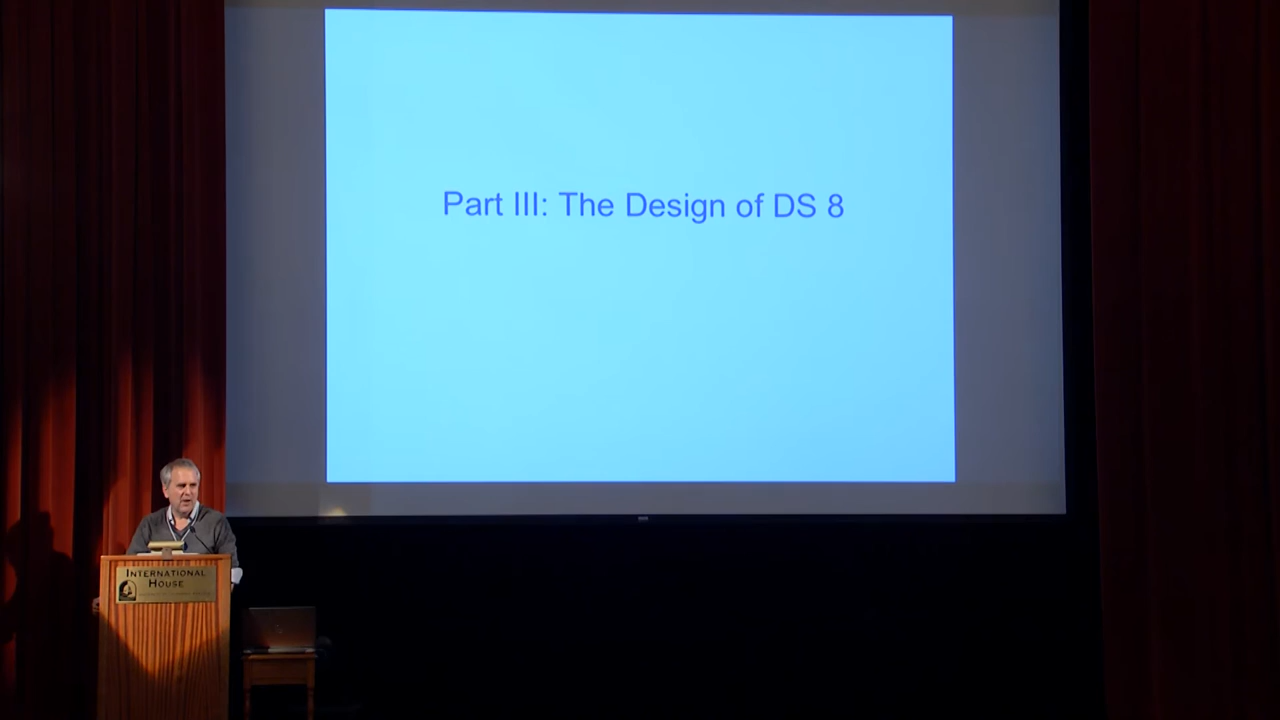 Part III: The Design of DS 8
INTERNATIONAL
HOUSE